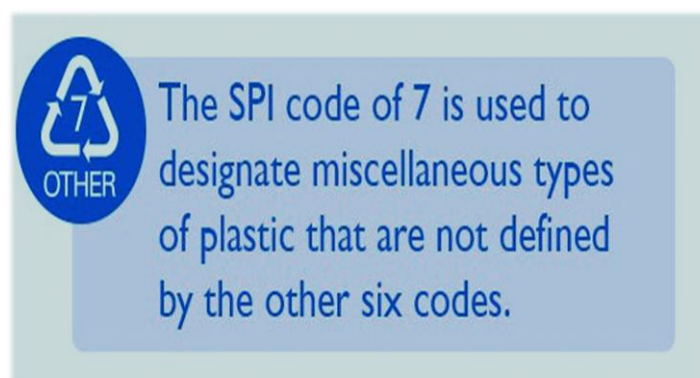 7
OTHER
The SPI code of 7 is used to
designate miscellaneous types
of plastic that are not defined
by the other six codes.